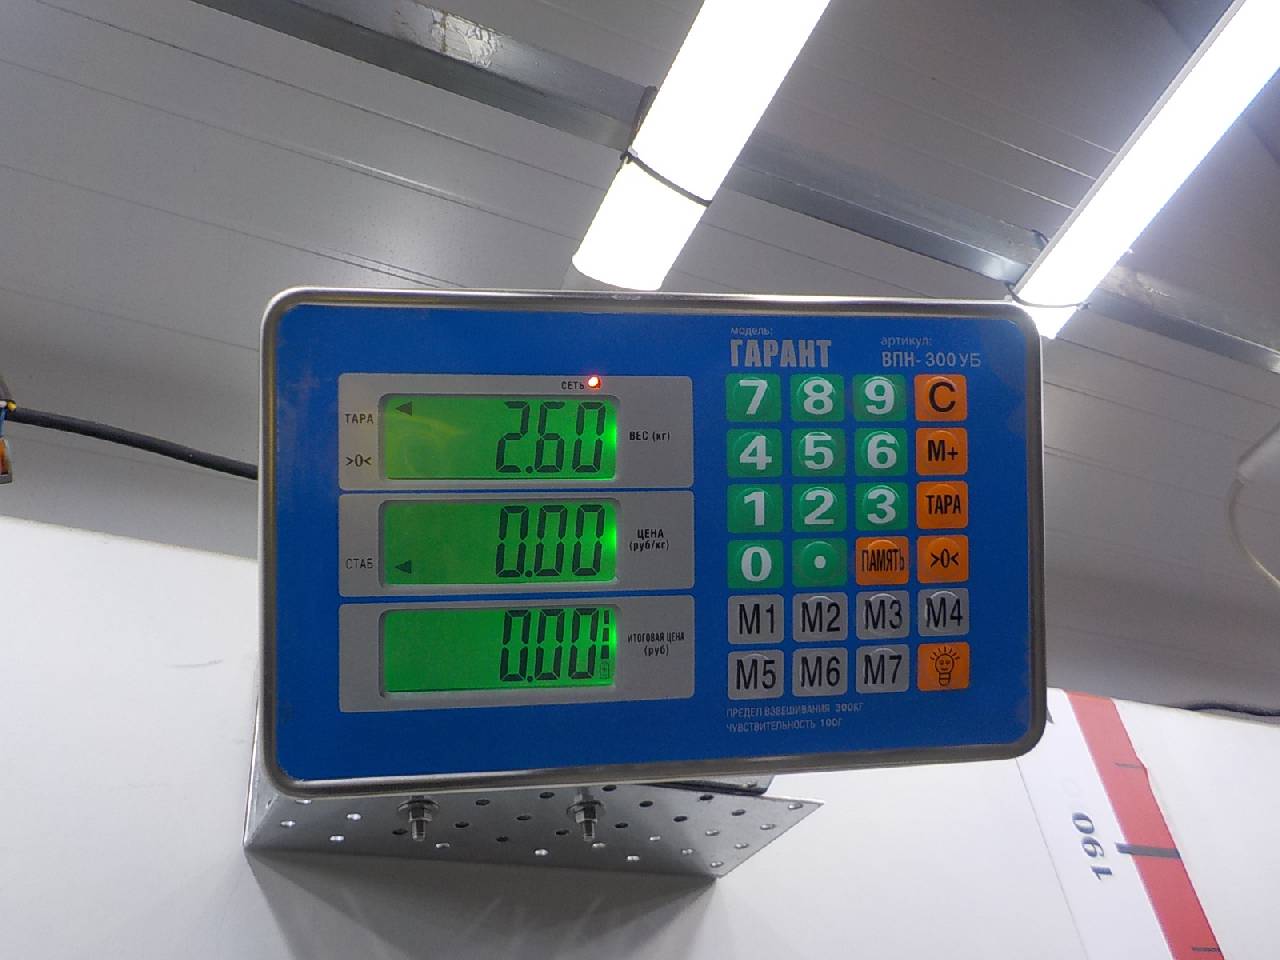 модель:
ГАРАНТ
артикул:
ВПН-300УБ
СЕТЬ
ТАРА
>0<
2.60
ВЕС (кг)
СТАБ
0.00
ЦЕНА
(руб/кг)
0.00
ИТОГОВАЯ ЦЕНА
(руб)
7 8 9 C
4 5 6 M+
1 2 3 ТАРА
0 . ПАМЯТЬ >0<
M1 M2 M3 M4
M5 M6 M7
ПРЕДЕЛ ВЗВЕШИВАНИЯ 300КГ
ЧУВСТВИТЕЛЬНОСТЬ 100Г
190